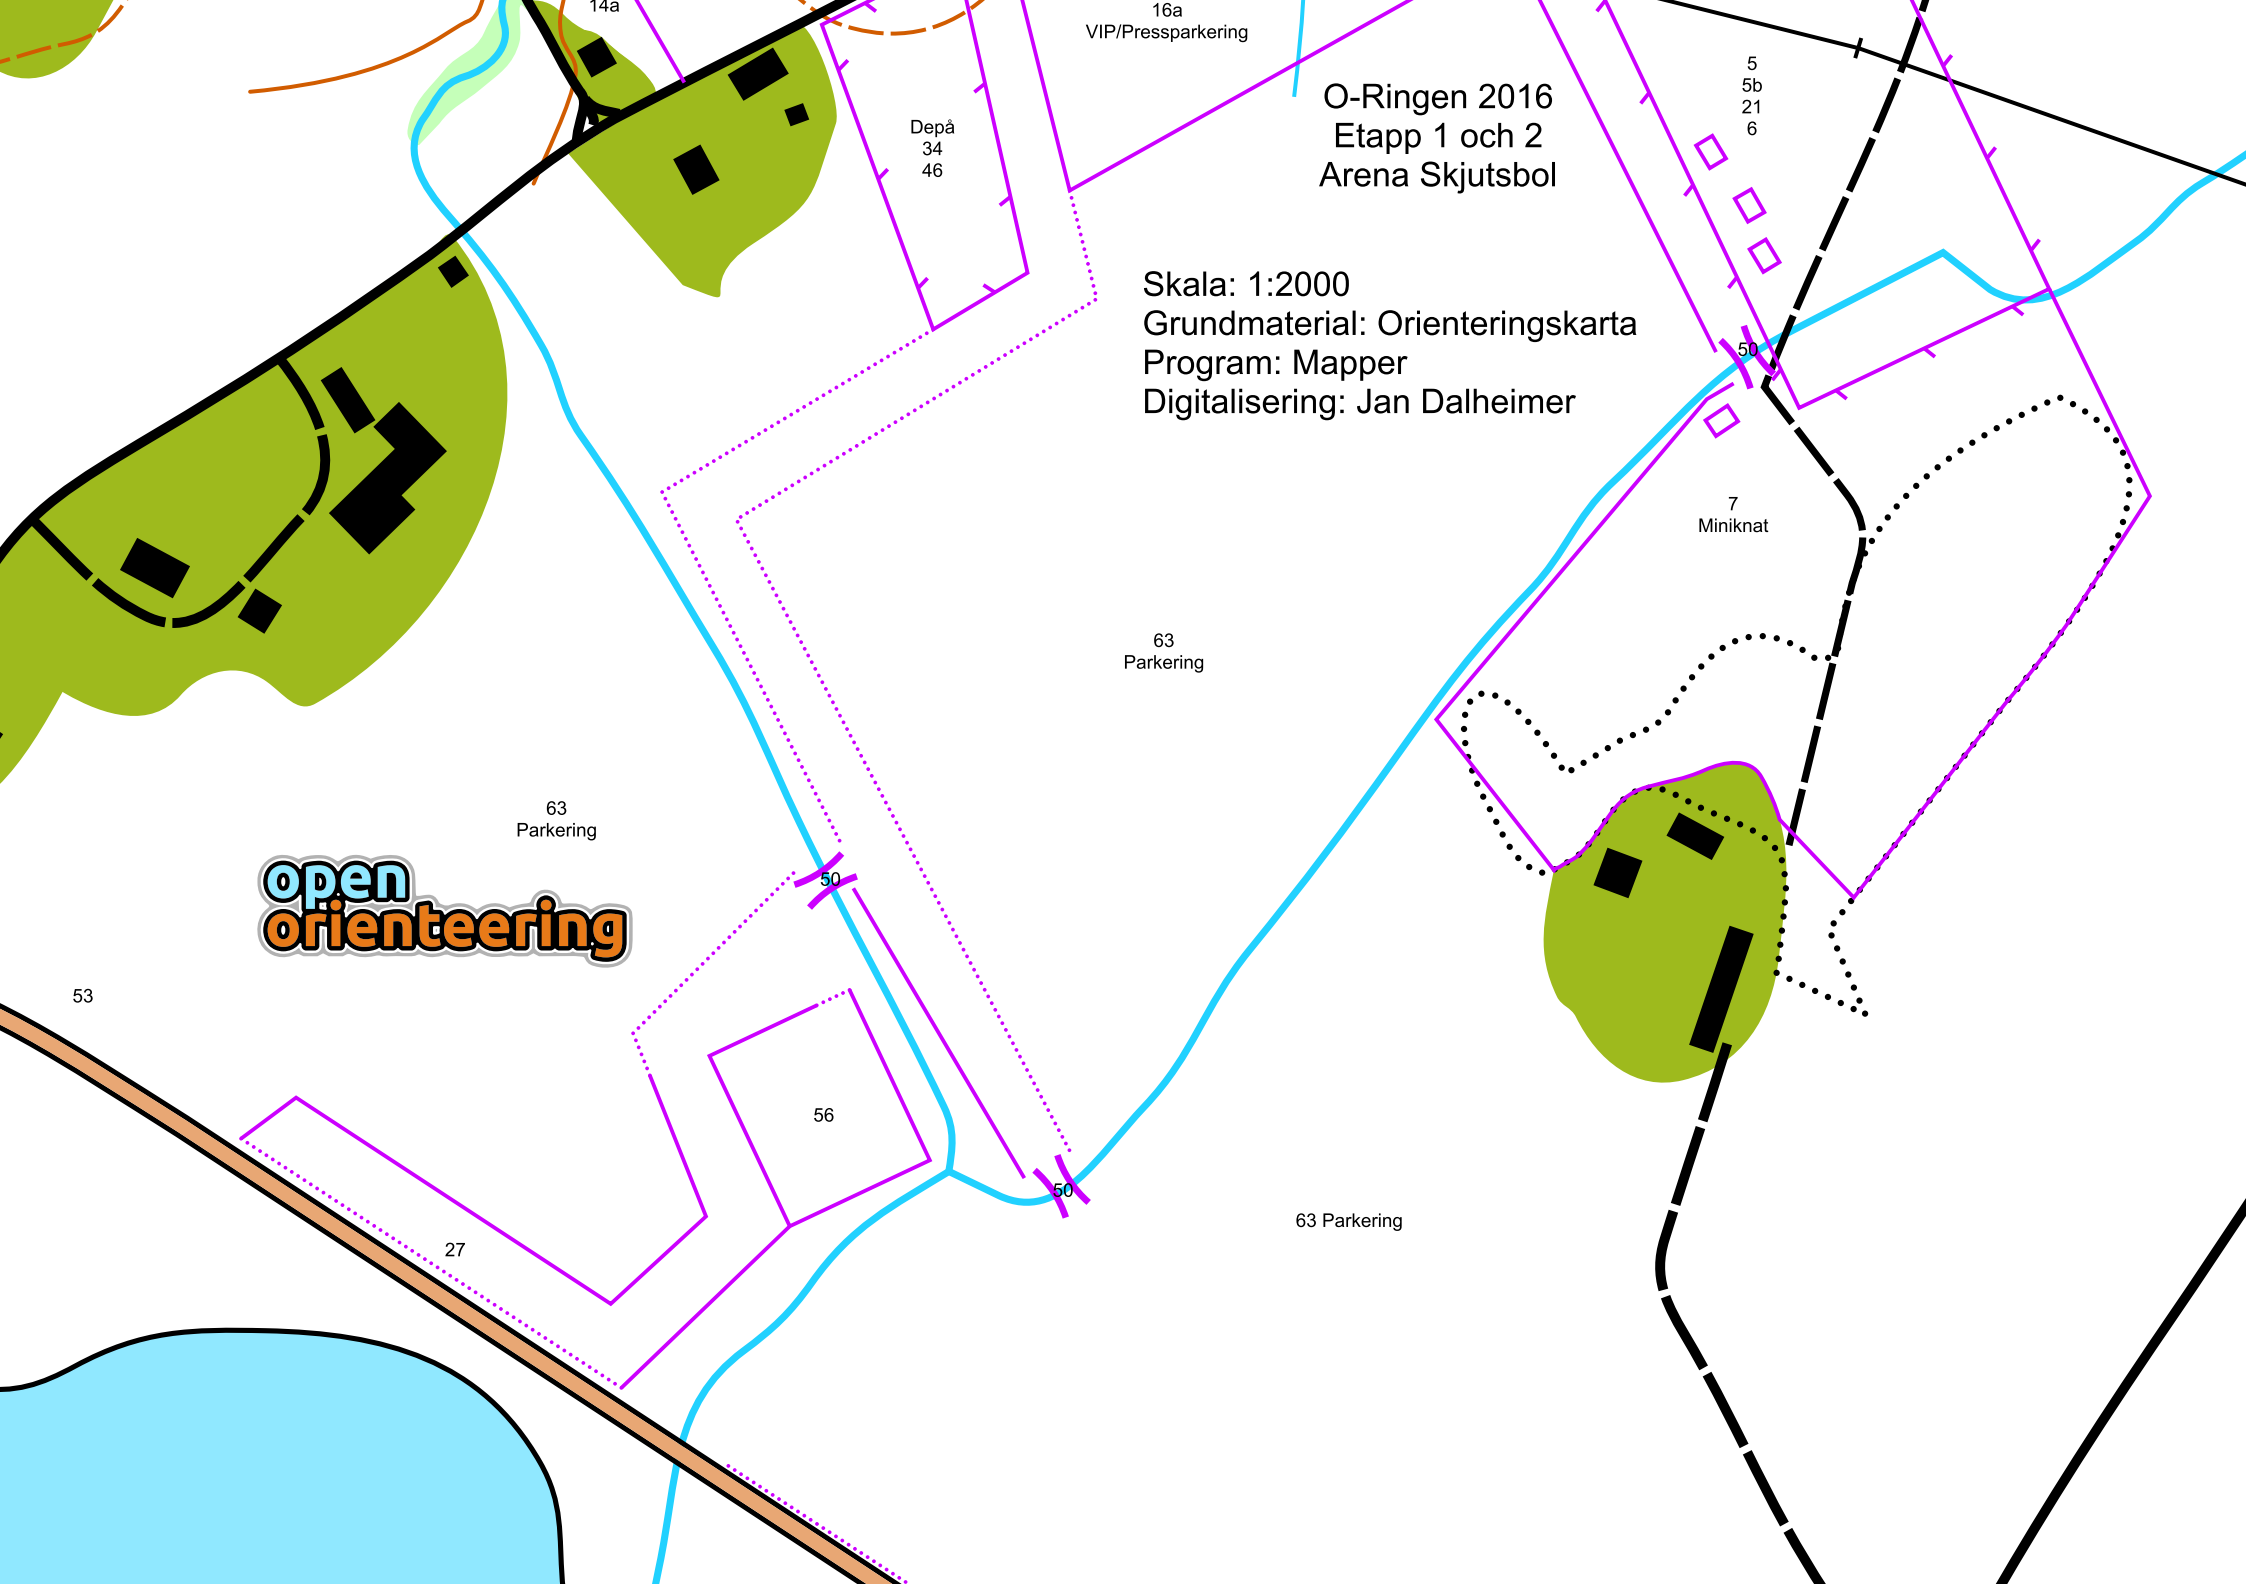 14a
16a
VIP/Pressparkering
O-Ringen 2016
Etapp 1 och 2
Arena Skjutsbol
5
5b
21
6
Depå
34
46
Skala: 1:2000
Grundmaterial: Orienteringskarta
Program: Mapper
Digitalisering: Jan Dalheimer
50
7
Miniknat
63
Parkering
63
Parkering
50
open
orienteering
53
56
50
63 Parkering
27